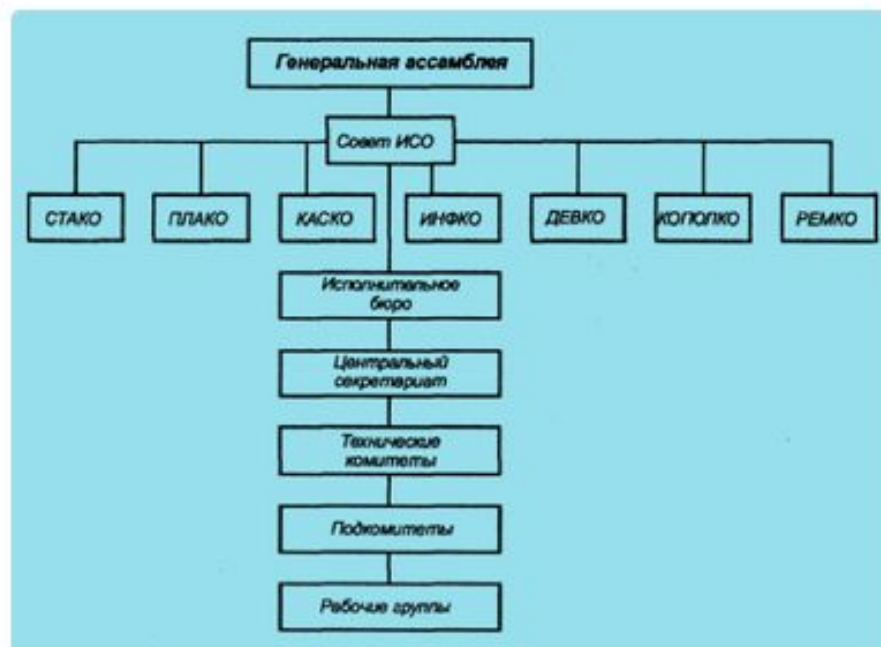 Генеральная ассамблея
Совет ИСО
СТАКО
ПЛАКО
КАСКО
ИНФКО
ДЕВКО
КОПОЛКО
РЕМКО
Исполнительное
бюро
Центральный
секретариат
Технические
комитеты
Подкомитеты
Рабочие группы